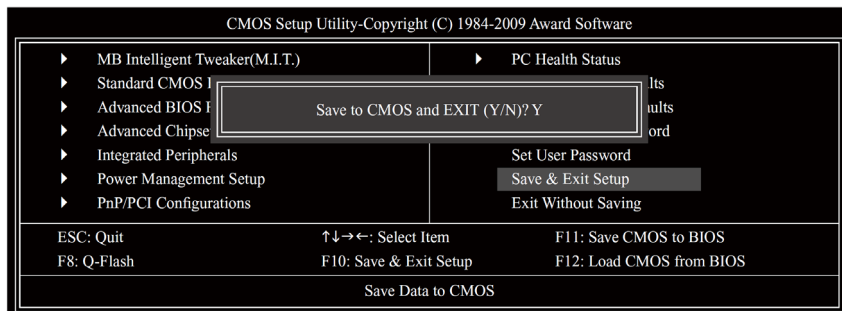 CMOS Setup Utility-Copyright (C) 1984-2009 Award Software
MB Intelligent Tweaker(M.I.T.)
Standard CMOS
Advanced BIOS
Advanced Chipse
Integrated Peripherals
Power Management Setup
PnP/PCI Configurations
PC Health Status
lts
ults
ord
Set User Password
Save & Exit Setup
Exit Without Saving
Save to CMOS and EXIT (Y/N)? Y
ESC: Quit
↑↓→←: Select Item
F11: Save CMOS to BIOS
F8: Q-Flash
F10: Save & Exit Setup
F12: Load CMOS from BIOS
Save Data to CMOS